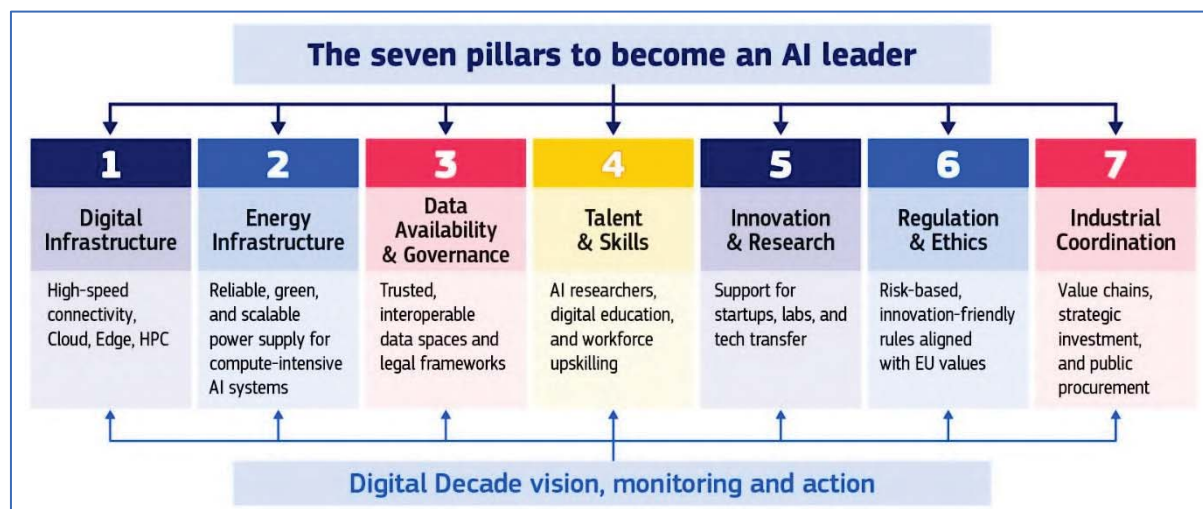 The seven pillars to become an AI leader
1
Digital
Infrastructure
High-speed
connectivity,
Cloud, Edge, HPC
2
Energy
Infrastructure
Reliable, green,
and scalable
power supply for
compute-intensive
AI systems
3
Data
Availability
& Governance
Trusted,
interoperable
data spaces and
legal frameworks
4
Talent
& Skills
AI researchers,
digital education,
and workforce
upskilling
5
Innovation
& Research
Support for
startups, labs, and
tech transfer
6
Regulation
& Ethics
Risk-based,
innovation-friendly
rules aligned
with EU values
7
Industrial
Coordination
Value chains,
strategic
investment,
and public
procurement
Digital Decade vision, monitoring and action